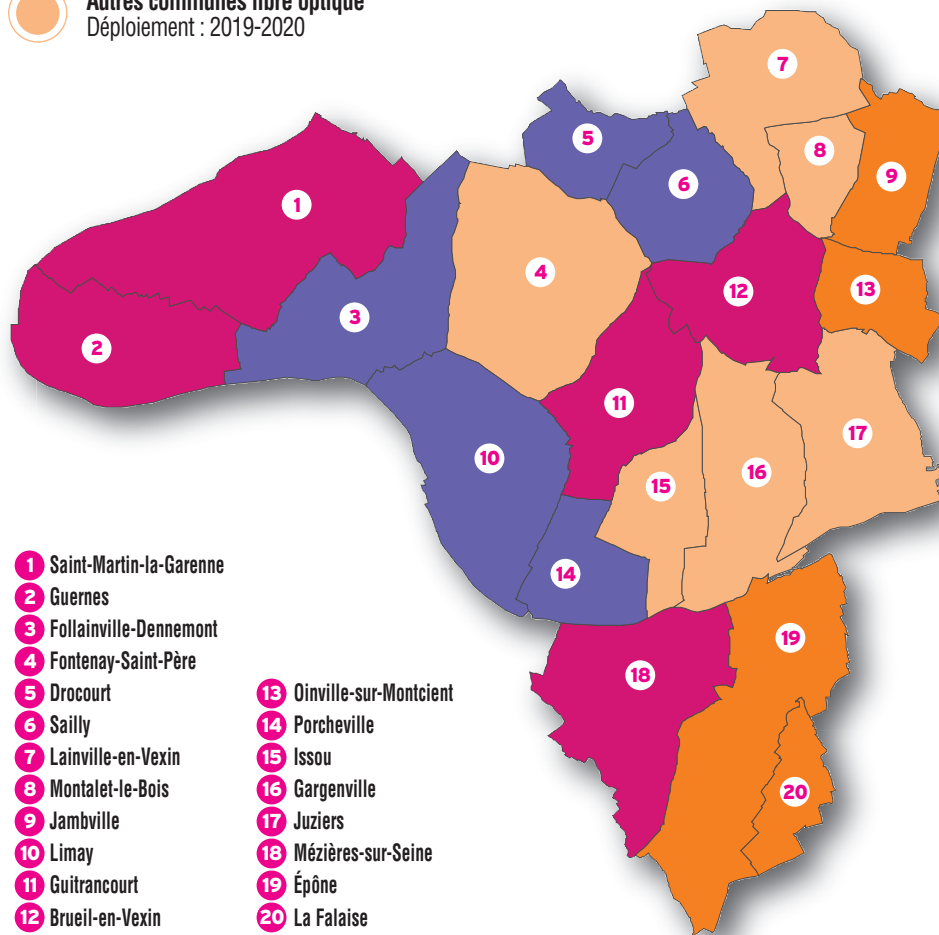 Autres communes fibre optique
Déploiement : 2019-2020
7
5
8
6
9
1
4
12
13
3
2
11
17
10
16
15
14
19
18
20
1 Saint-Martin-la-Garenne
2 Guernes
3 Follainville-Dennemont
4 Fontenay-Saint-Père
5 Drocourt
6 Sailly
7 Lainville-en-Vexin
8 Montalet-le-Bois
9 Jambville
10 Limay
11 Guitrancourt
12 Brueil-en-Vexin
13 Oinville-sur-Montcient
14 Porcheville
15 Issou
16 Gargenville
17 Juziers
18 Mézières-sur-Seine
19 Épône
20 La Falaise